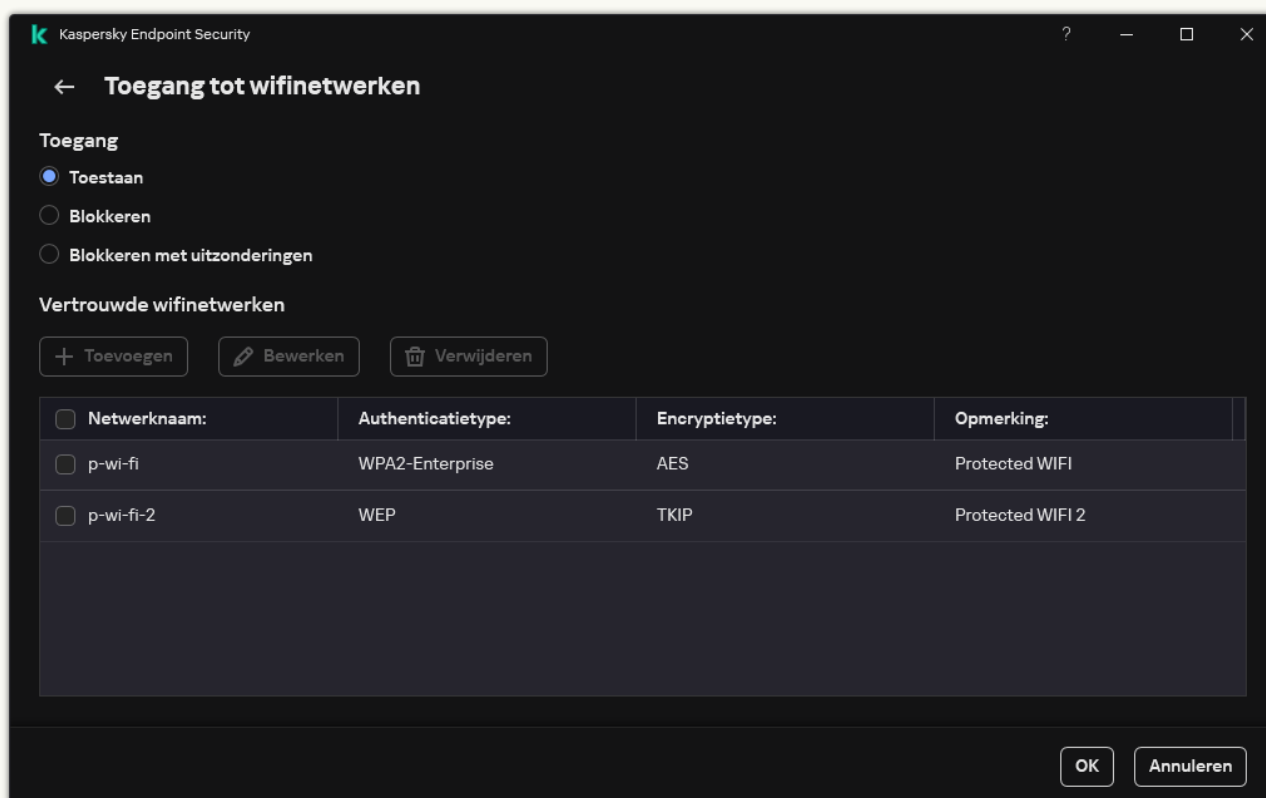 Kaspersky Endpoint Security ?
Toegang tot wifinetwerken
Toegang
Toestaan
Blokkeren
Blokkeren met uitzonderingen
Vertrouwde wifinetwerken
Toevoegen Bewerken Verwijderen
Netwerknaam: Authenticatietype: Encryptietype: Opmerking:
p-wi-fi WPA2-Enterprise AES Protected WIFI
p-wi-fi-2 WEP TKIP Protected WIFI 2
OK Annuleren